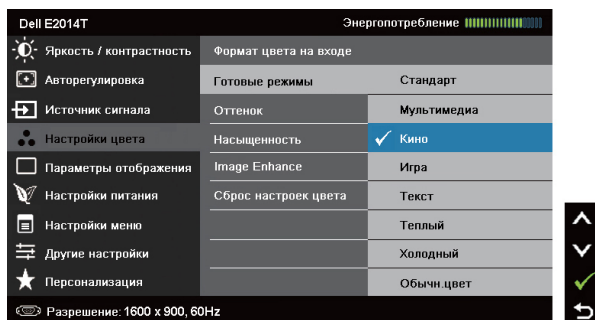 Dell E2014T
Энергопотребление
Яркость / контрастность
Формат цвета на входе
Авторегулировка
Готовые режимы
Стандарт
Источник сигнала
Оттенок
Мультимедиа
Настройки цвета
Насыщенность
Кино
Параметры отображения
Image Enhance
Игра
Настройки питания
Сброс настроек цвета
Текст
Настройки меню
Теплый
Другие настройки
Холодный
Персонализация
Обычн.цвет
Разрешение: 1600 x 900, 60Hz